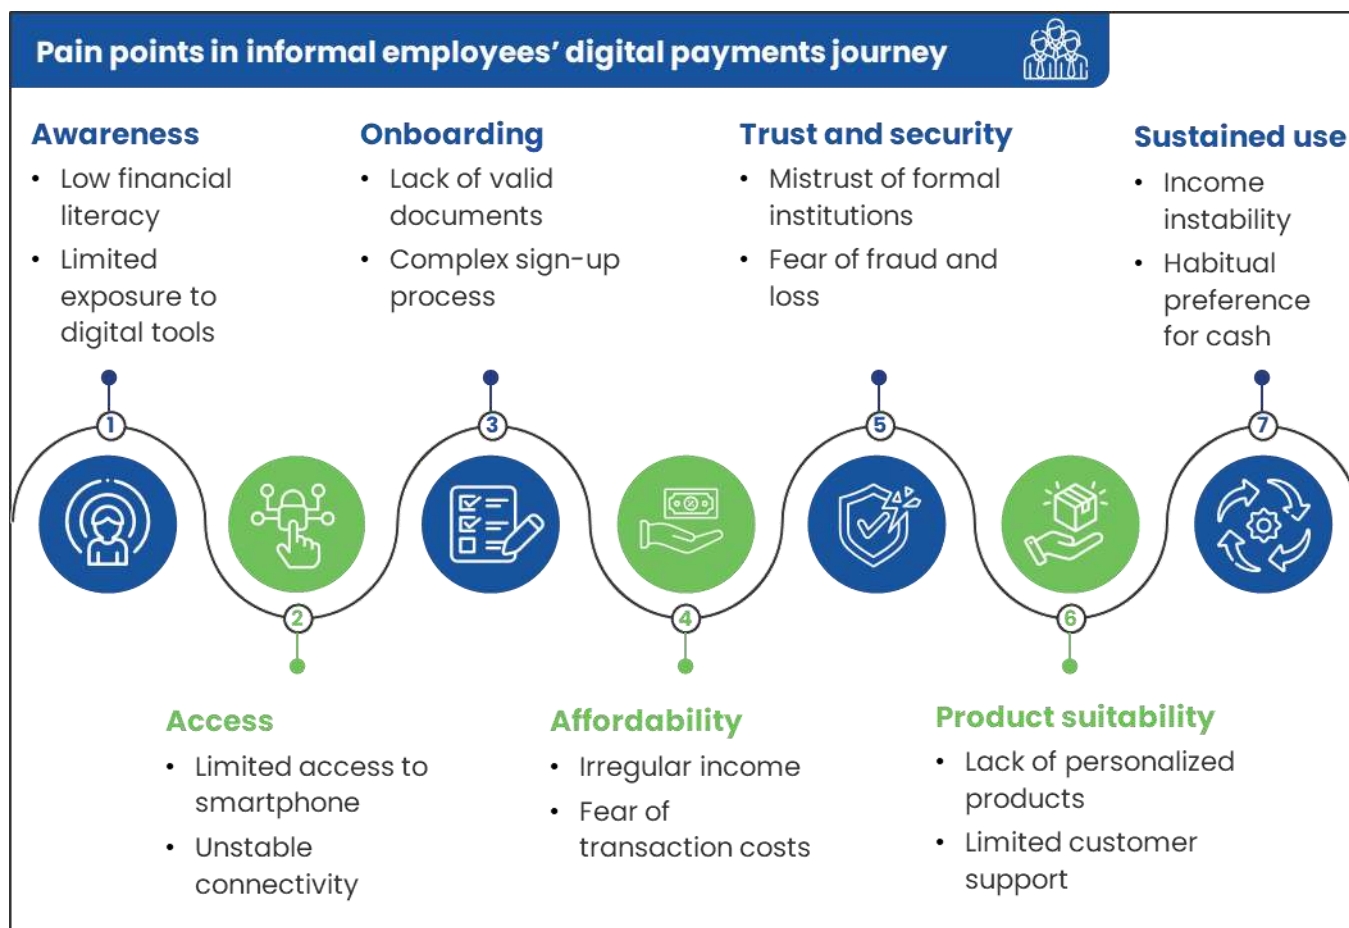 Pain points in informal employees' digital payments journey
Awareness
• Low financial
literacy
• Limited
exposure to
digital tools
Onboarding
• Lack of valid
documents
• Complex sign-up
process
Trust and security
• Mistrust of formal
institutions
• Fear of fraud and
loss
Sustained use
• Income
instability
• Habitual
preference
for cash
1
3
5
7
2
4
6
Access
• Limited access to
smartphone
• Unstable
connectivity
Affordability
• Irregular income
• Fear of
transaction costs
Product suitability
• Lack of personalized
products
• Limited customer
support